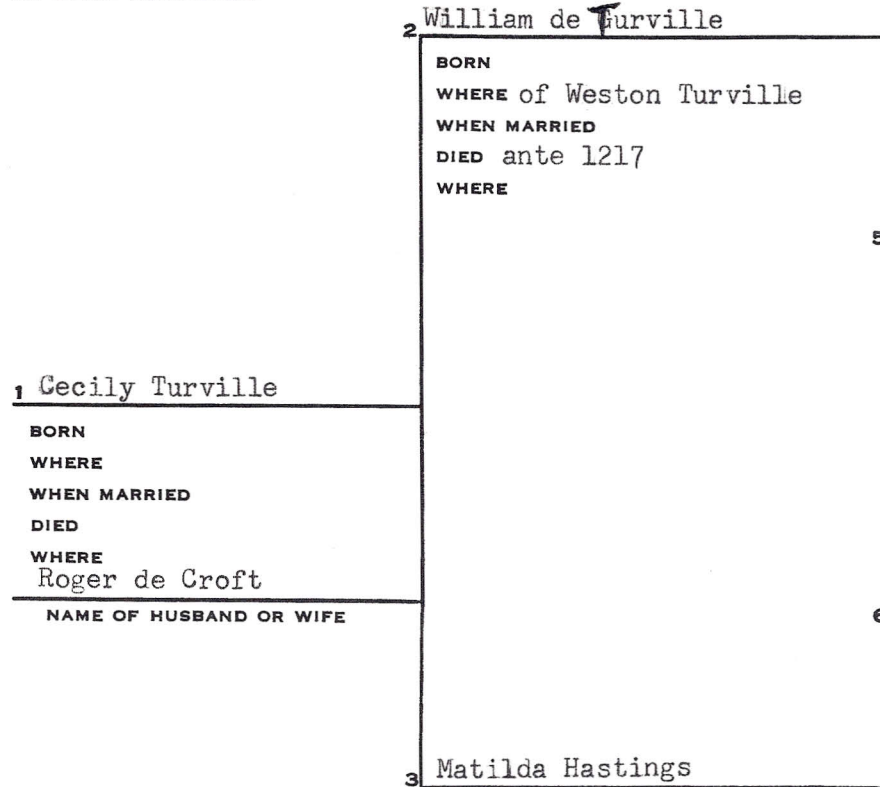 2 William de Turville
BORN
WHERE of Weston Turville
WHEN MARRIED
DIED ante 1217
WHERE
5
1 Cecily Turville
BORN
WHERE
WHEN MARRIED
DIED
WHERE
Roger de Croft
NAME OF HUSBAND OR WIFE
6
3 Matilda Hastings